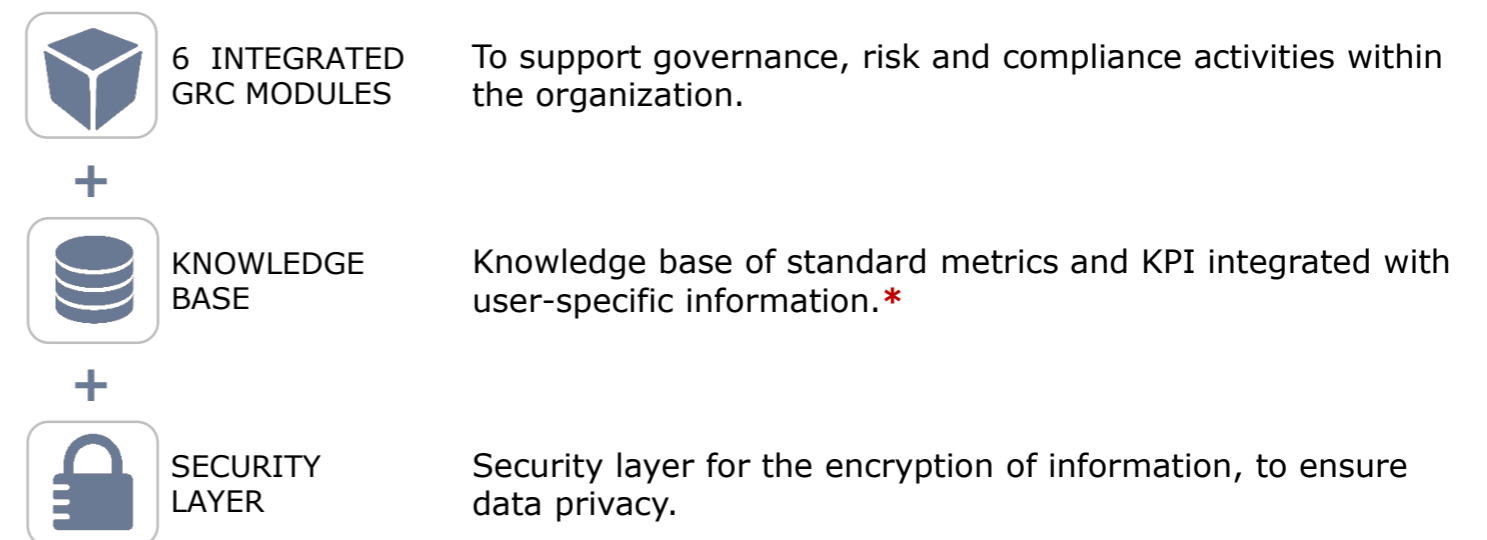 6 INTEGRATED
GRC MODULES
To support governance, risk and compliance activities within
the organization.
+
KNOWLEDGE
BASE
Knowledge base of standard metrics and KPI integrated with
user-specific information.*
+
SECURITY
LAYER
Security layer for the encryption of information, to ensure
data privacy.